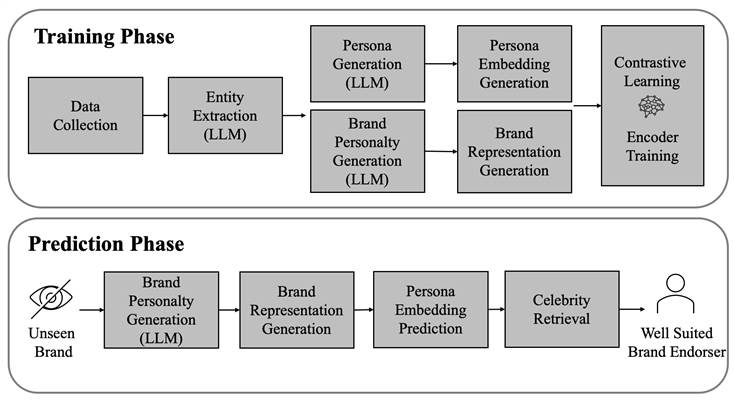 Training Phase
Data
Collection
Entity
Extraction
(LLM)
Persona
Generation
(LLM)
Persona
Embedding
Generation
Brand
Personalty
Generation
(LLM)
Brand
Representation
Generation
Contrastive
Learning
Encoder
Training
Prediction Phase
Unseen
Brand
Brand
Personalty
Generation
(LLM)
Brand
Representation
Generation
Persona
Embedding
Prediction
Celebrity
Retrieval
Well Suited
Brand Endorser